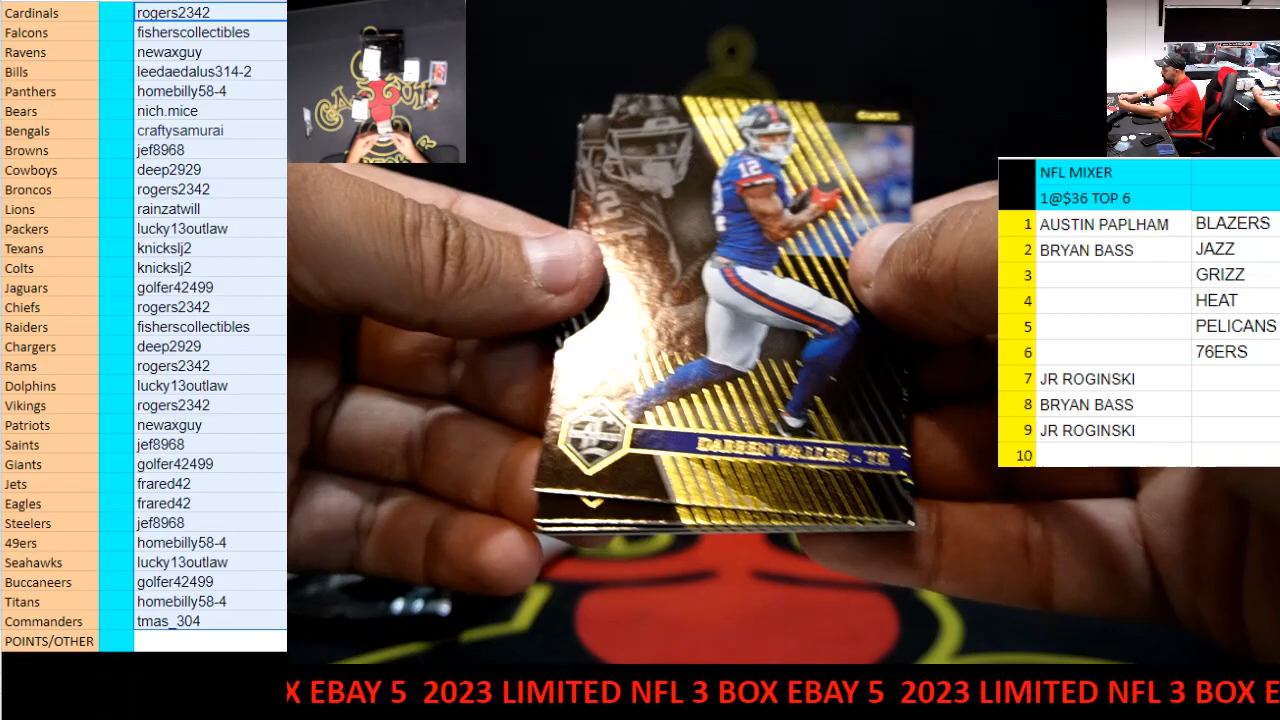 Cardinals rogers2342
Falcons fisherscollectibles
Ravens newaxguy
Bills leedaedalus314-2
Panthers homebilly58-4
Bears nich.mice
Bengals craftysamurai
Browns jef8968
Cowboys deep2929
Broncos rogers2342
Lions rainzatwill
Packers lucky13outlaw
Texans knickslj2
Colts knickslj2
Jaguars golfer42499
Chiefs rogers2342
Raiders fisherscollectibles
Chargers deep2929
Rams rogers2342
Dolphins lucky13outlaw
Vikings rogers2342
Patriots newaxguy
Saints jef8968
Giants golfer42499
Jets frared42
Eagles frared42
Steelers jef8968
49ers homebilly58-4
Seahawks lucky13outlaw
Buccaneers golfer42499
Titans homebilly58-4
Commanders tmas_304
POINTS/OTHER
GIANTS
12
DARREN WALLER - TE
NFL MIXER
1@$36 TOP 6
1 AUSTIN PAPLHAM BLAZERS
2 BRYAN BASS JAZZ
3 GRIZZ
4 HEAT
5 PELICANS
6 76ERS
7 JR ROGINSKI
8 BRYAN BASS
9 JR ROGINSKI
10
X EBAY 5 2023 LIMITED NFL 3 BOX EBAY 5 2023 LIMITED NFL 3 BOX E